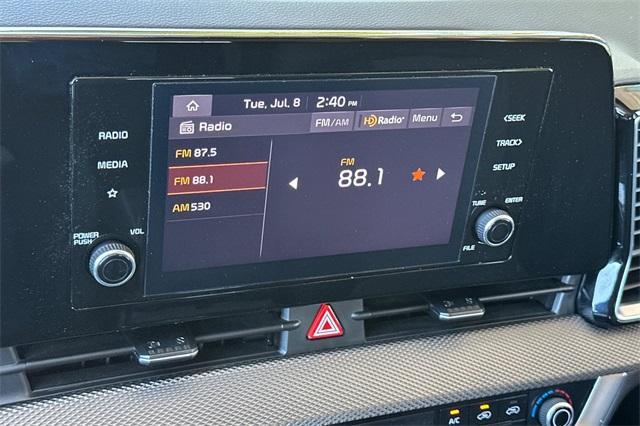 Tue, Jul. 8 2:40 PM
Radio FM/AM HD Radio Menu
FM 87.5
FM 88.1
AM 530
FM
88.1
RADIO
MEDIA
POWER
PUSH
VOL
<SEEK
TRACK>
SETUP
TUNE ENTER
FILE
A/C